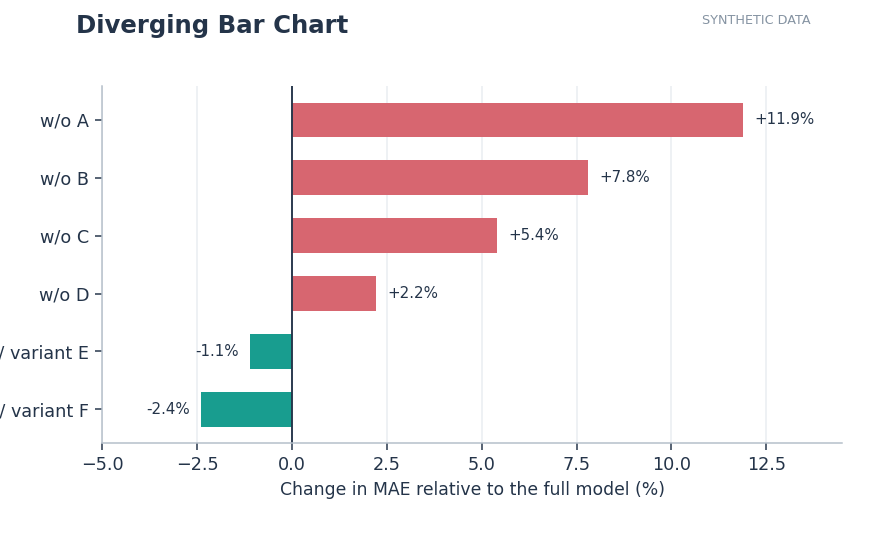 Diverging Bar Chart
SYNTHETIC DATA
w/o A
+11.9%
w/o B
+7.8%
w/o C
+5.4%
w/o D
+2.2%
/ variant E
-1.1%
/ variant F
-2.4%
−5.0 −2.5 0.0 2.5 5.0 7.5 10.0 12.5
Change in MAE relative to the full model (%)